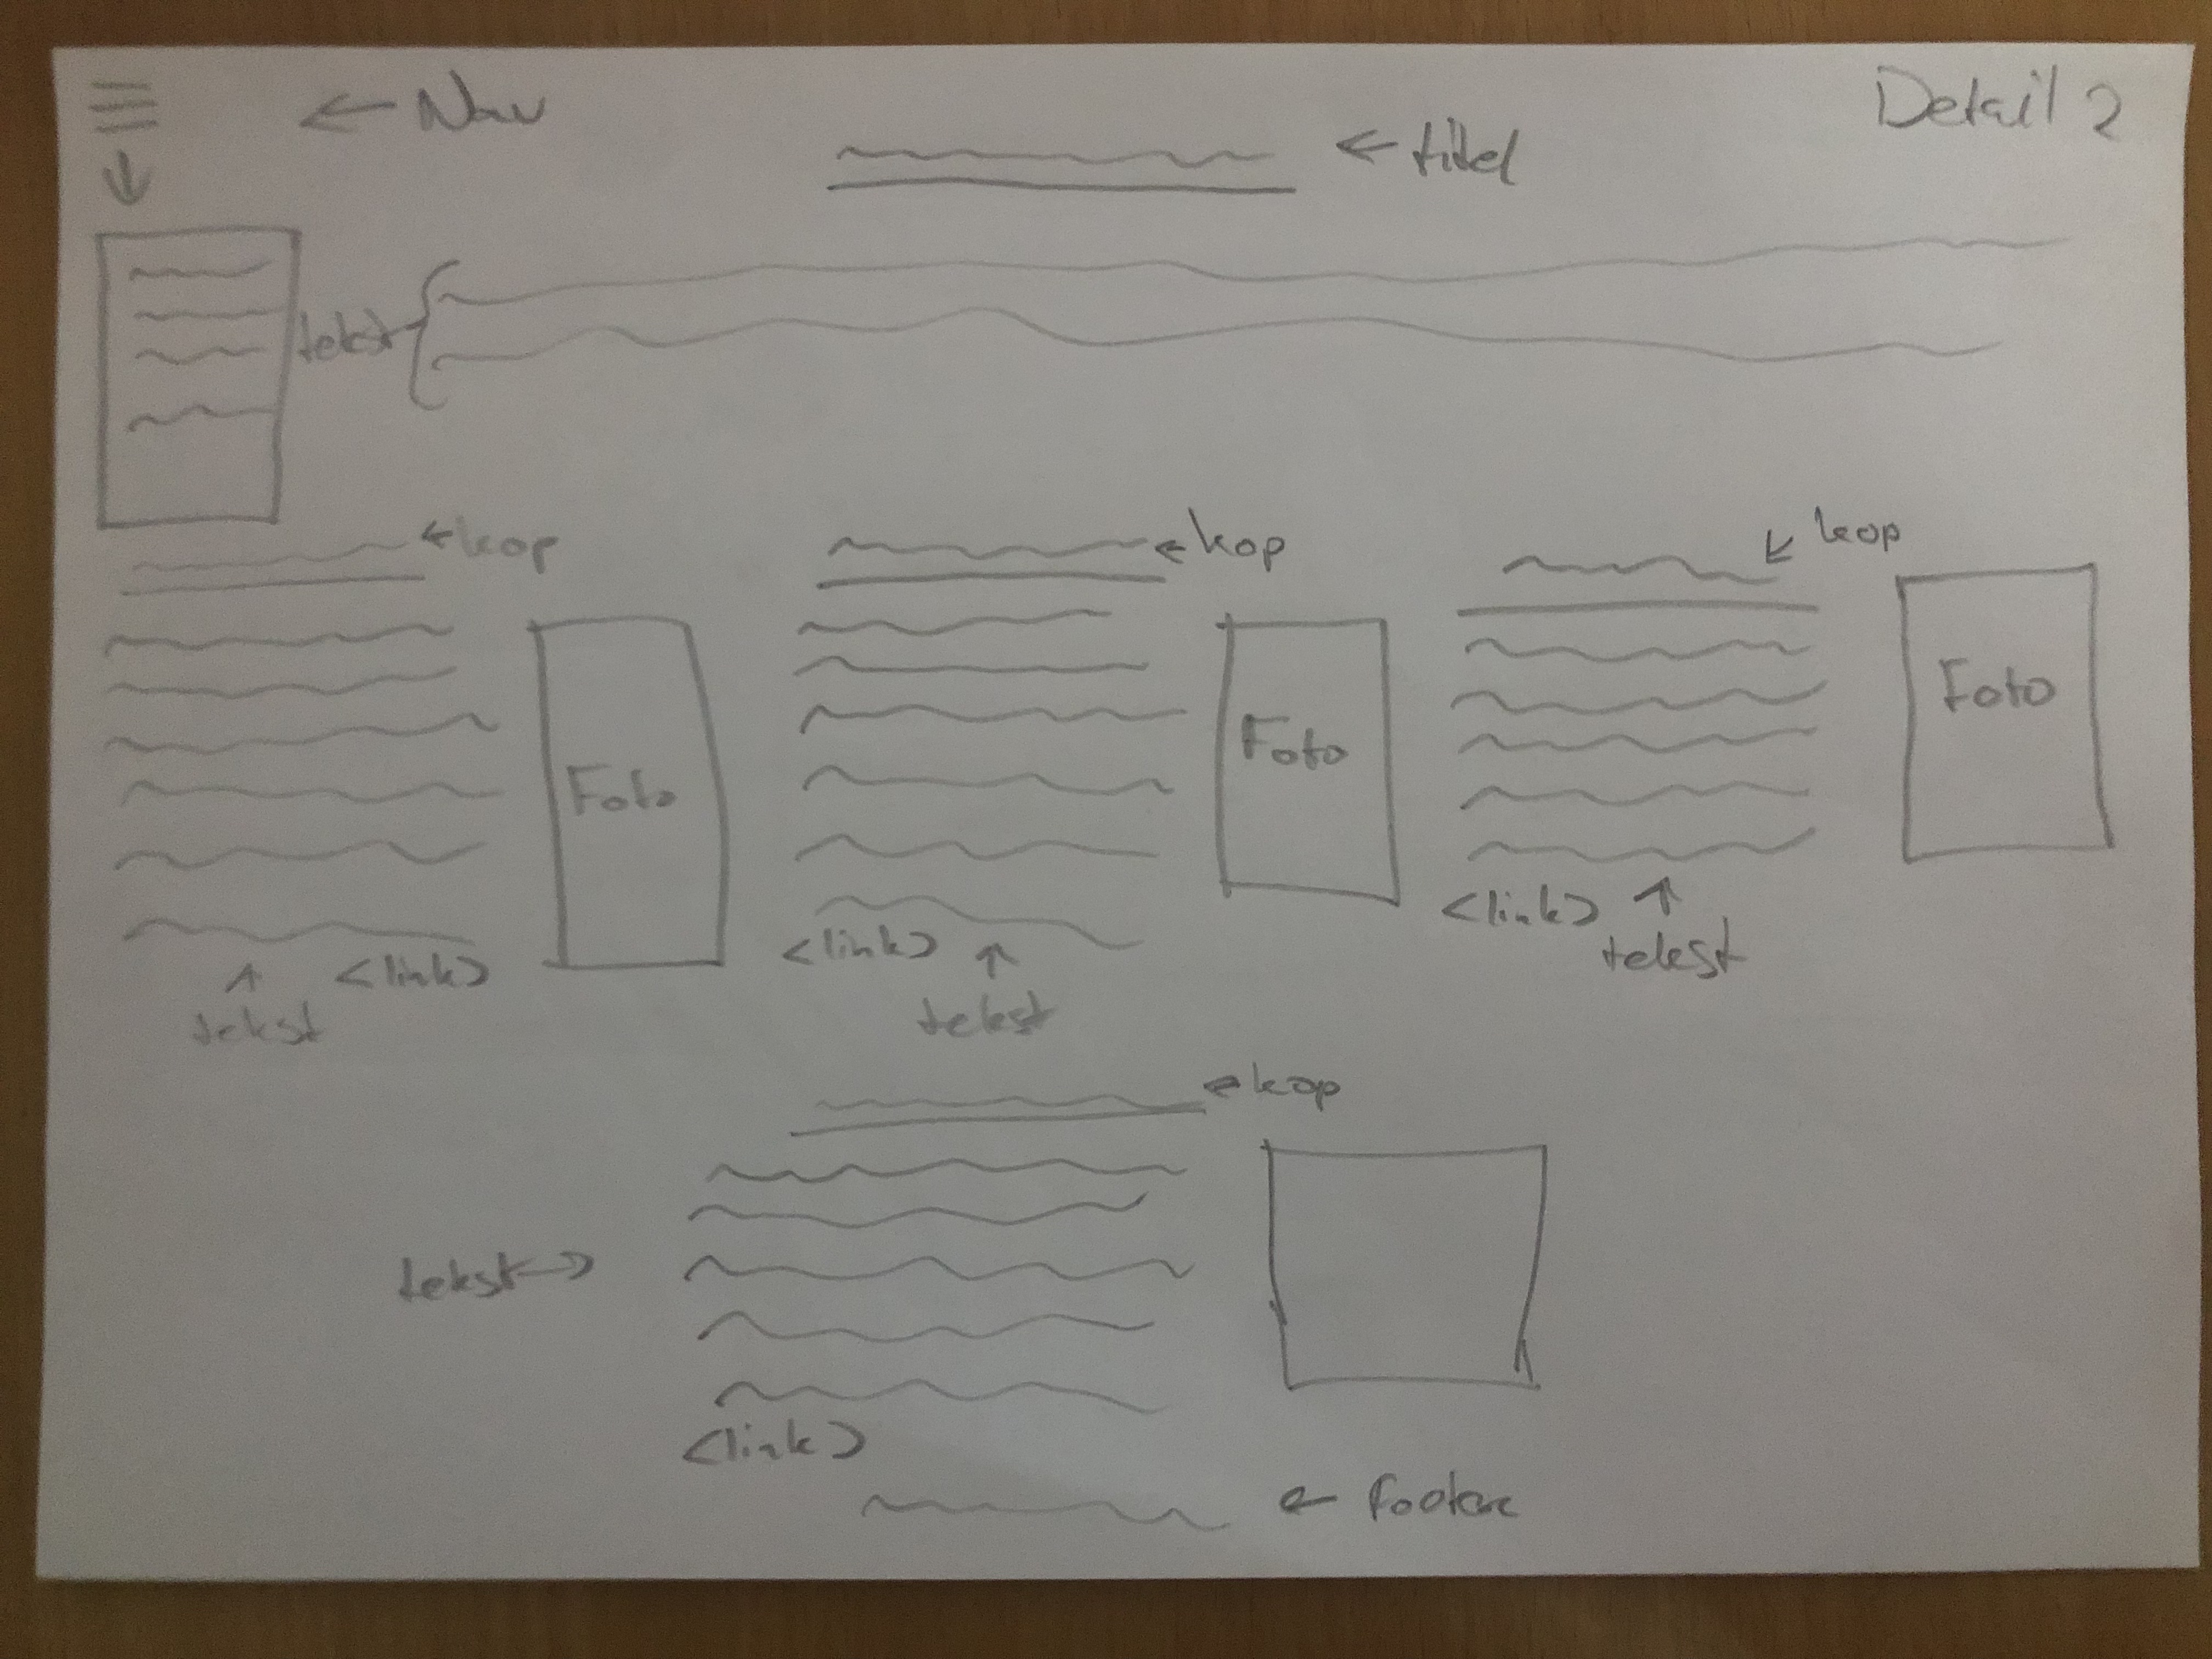 Detail 2
← Nav
← titel
tekst
← kop
← kop
← kop
Foto
Foto
Foto
<link>
<link>
<link>
↑ tekst
↑ tekst
↑ tekst
← kop
tekst →
<link>
← footer